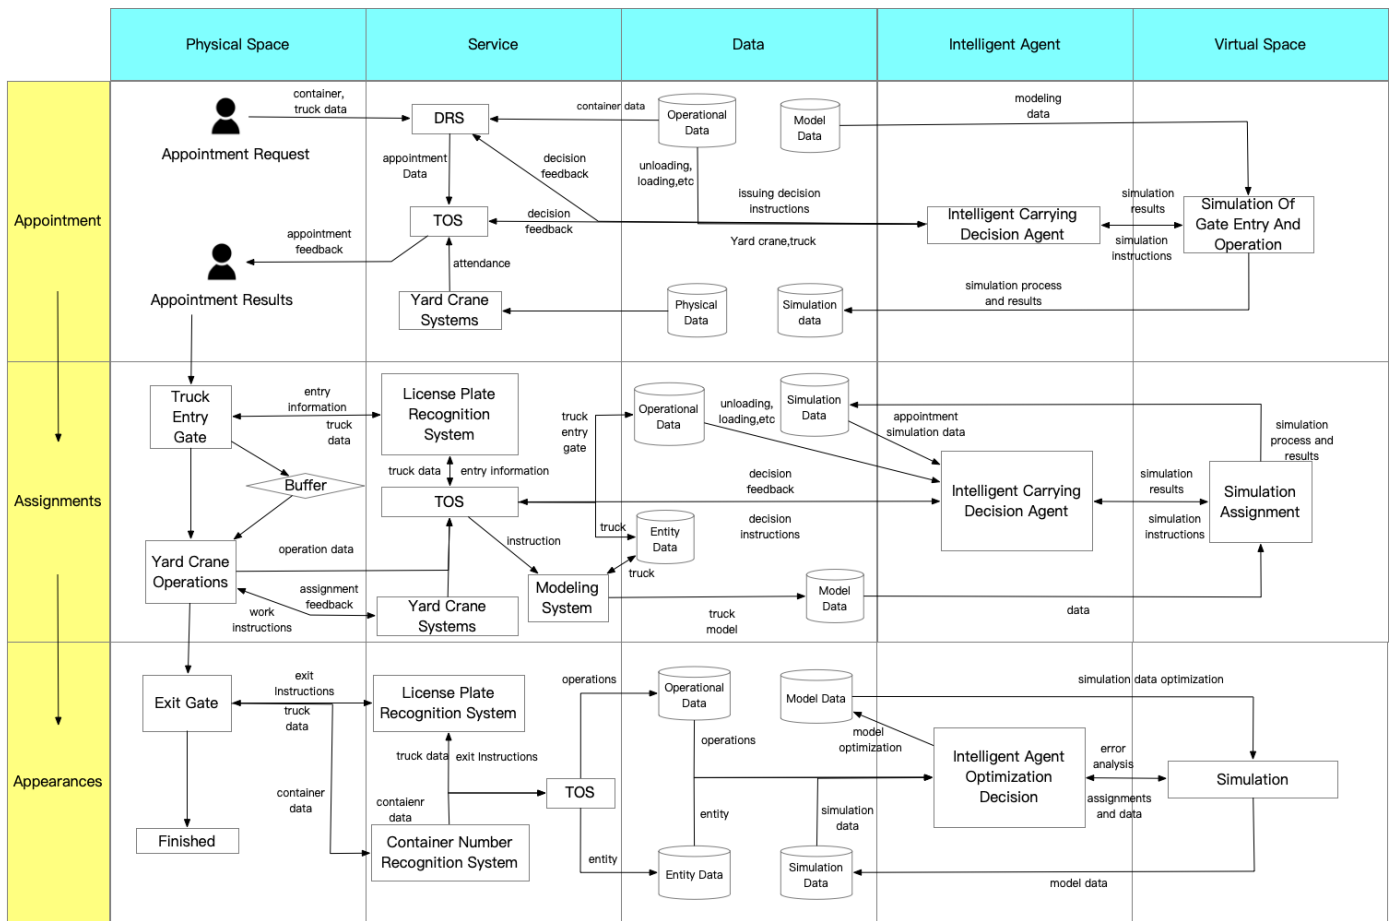 Physical Space
Service
Data
Intelligent Agent
Virtual Space
Appointment
container,
truck data
Appointment Request
DRS
container data
Operational
Data
Model
Data
modeling
data
appointment
Data
decision
feedback
unloading,
loading,etc
issuing decision
instructions
simulation
results
TOS
decision
feedback
Yard crane,truck
Intelligent Carrying
Decision Agent
simulation
instructions
Simulation Of
Gate Entry And
Operation
appointment
feedback
Appointment Results
attendance
Yard Crane
Systems
Physical
Data
Simulation
data
simulation process
and results
Assignments
Truck
Entry
Gate
entry
information
truck
data
License Plate
Recognition
System
truck
entry
gate
Operational
Data
unloading,
loading,etc
Simulation
Data
appointment
simulation data
simulation
process and
results
Buffer
truck data
entry information
TOS
decision
feedback
decision
instructions
Intelligent Carrying
Decision Agent
simulation
results
simulation
instructions
Simulation
Assignment
operation data
instruction
truck
Entity
Data
truck
Yard Crane
Operations
assignment
feedback
work
instructions
Yard Crane
Systems
Modeling
System
truck
model
Model
Data
data
Appearances
Exit Gate
exit
Instructions
truck
data
License Plate
Recognition System
operations
Operational
Data
Model Data
simulation data optimization
truck data
exit Instructions
operations
model
optimization
Intelligent Agent
Optimization
Decision
error
analysis
assignments
and data
Simulation
container
data
contaienr
data
TOS
entity
simulation
data
Finished
Container Number
Recognition System
entity
Entity Data
Simulation
Data
model data